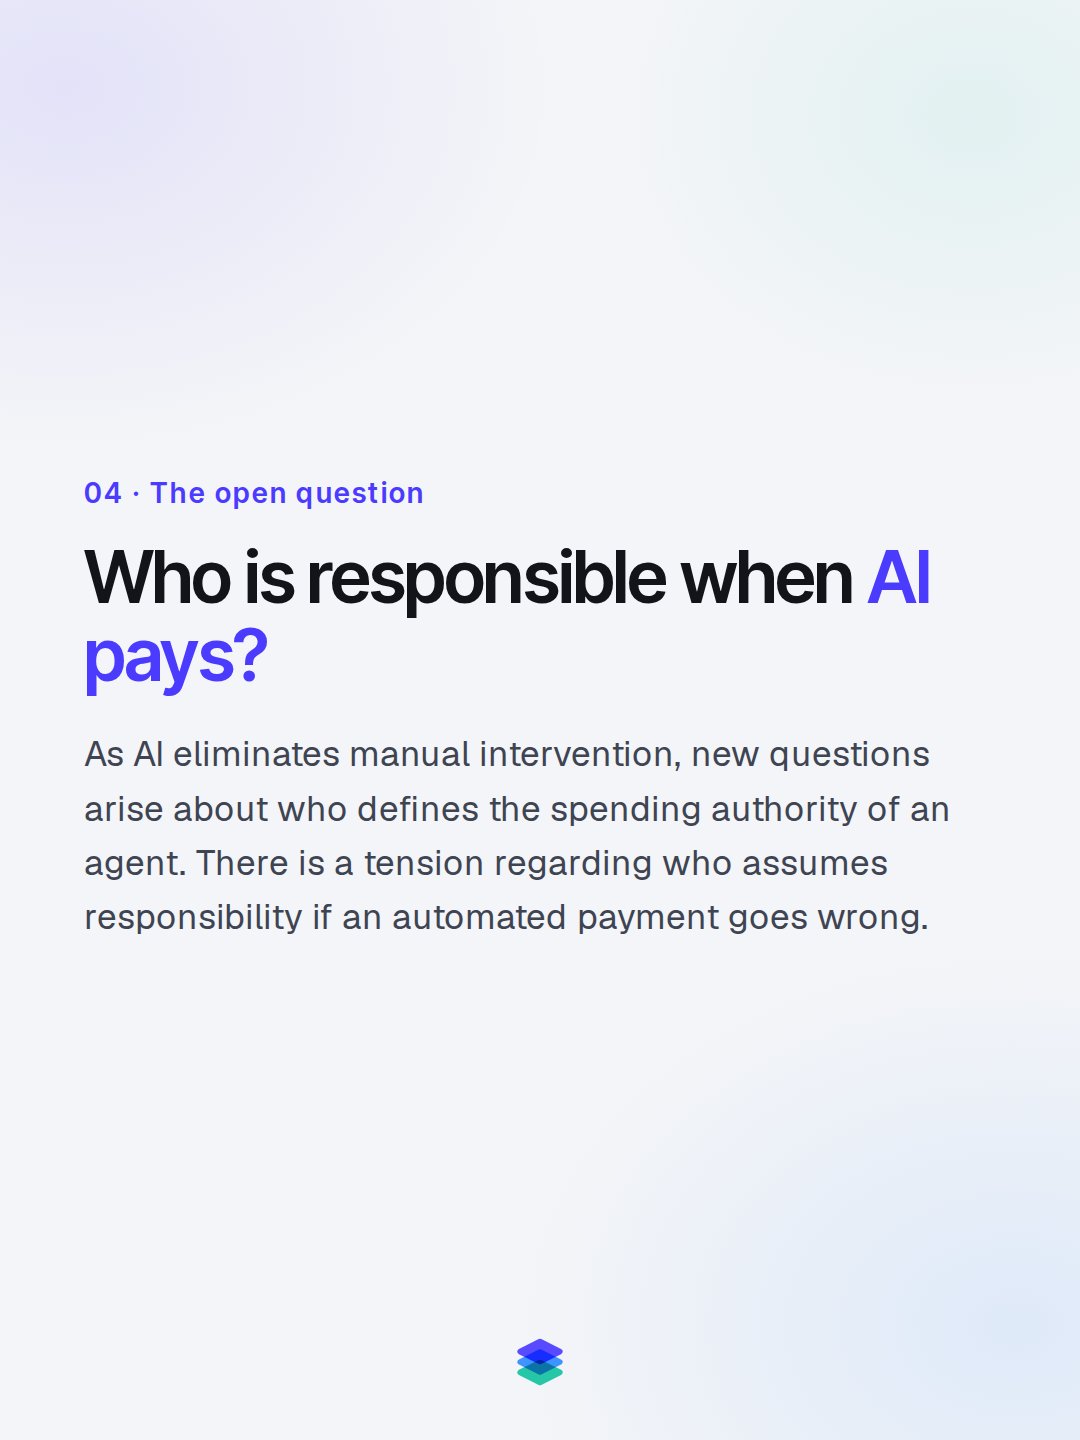 04 · The open question
Who is responsible when AI
pays?
As AI eliminates manual intervention, new questions
arise about who defines the spending authority of an
agent. There is a tension regarding who assumes
responsibility if an automated payment goes wrong.